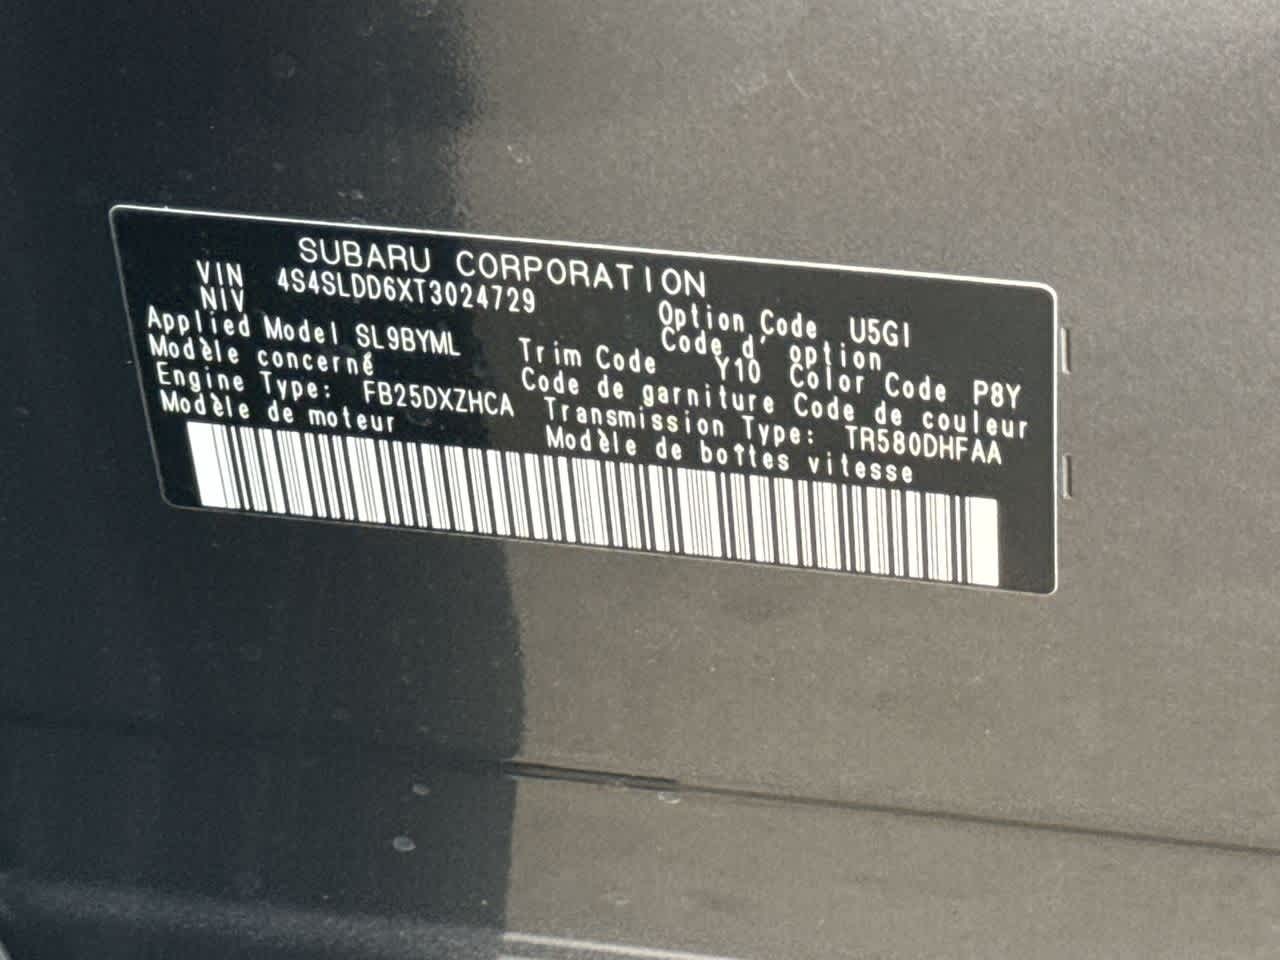 SUBARU CORPORATION
VIN 4S4SLDD6XT3024729
NIV
Option Code U5GI
Code d' option
Applied Model SL9BYML
Modèle concerné
Trim Code Y10 Color Code P8Y
Code de garniture Code de couleur
Engine Type: FB25DXZHCA
Modèle de moteur
Transmission Type: TR580DHFAA
Modèle de boîtes vitesse